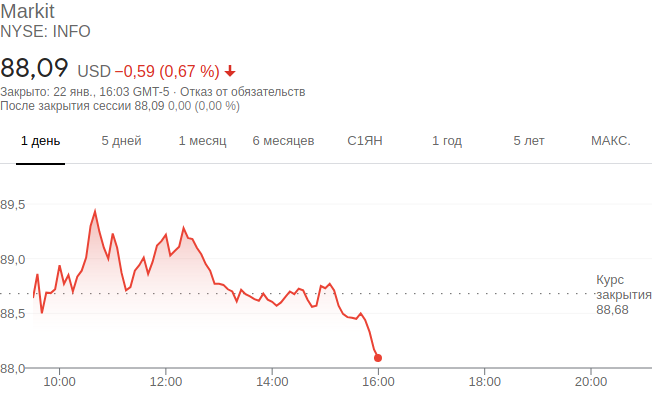 Markit
NYSE: INFO
88,09 USD −0,59 (0,67 %)
Закрыто: 22 янв., 16:03 GMT-5 · Отказ от обязательств
После закрытия сессии 88,09 0,00 (0,00 %)
1 день 5 дней 1 месяц 6 месяцев С1ЯН 1 год 5 лет МАКС.
89,5
89,0
Курс
закрытия
88,68
88,5
88,0
10:00 12:00 14:00 16:00 18:00 20:00